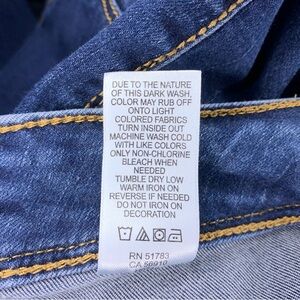 DUE TO THE NATURE
OF THIS DARK WASH,
COLOR MAY RUB OFF
ONTO LIGHT
COLORED FABRICS
TURN INSIDE OUT
MACHINE WASH COLD
WITH LIKE COLORS
ONLY NON-CHLORINE
BLEACH WHEN
NEEDED
TUMBLE DRY LOW
WARM IRON ON
REVERSE IF NEEDED
DO NOT IRON ON
DECORATION
RN 51783
CA